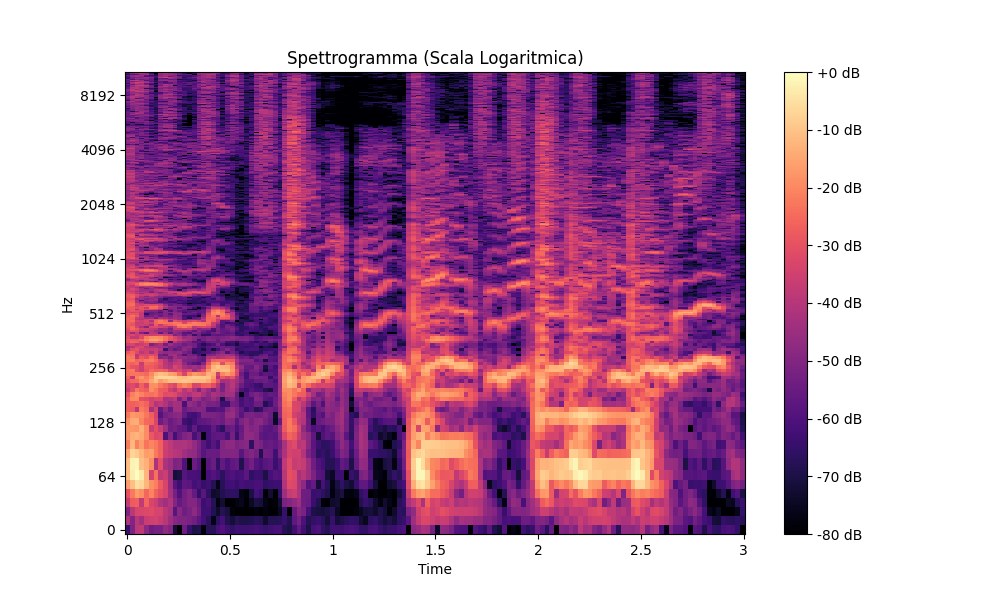 Spettrogramma (Scala Logaritmica)
Hz
8192
4096
2048
1024
512
256
128
64
0
0
0.5
1
1.5
2
2.5
3
Time
+0 dB
-10 dB
-20 dB
-30 dB
-40 dB
-50 dB
-60 dB
-70 dB
-80 dB